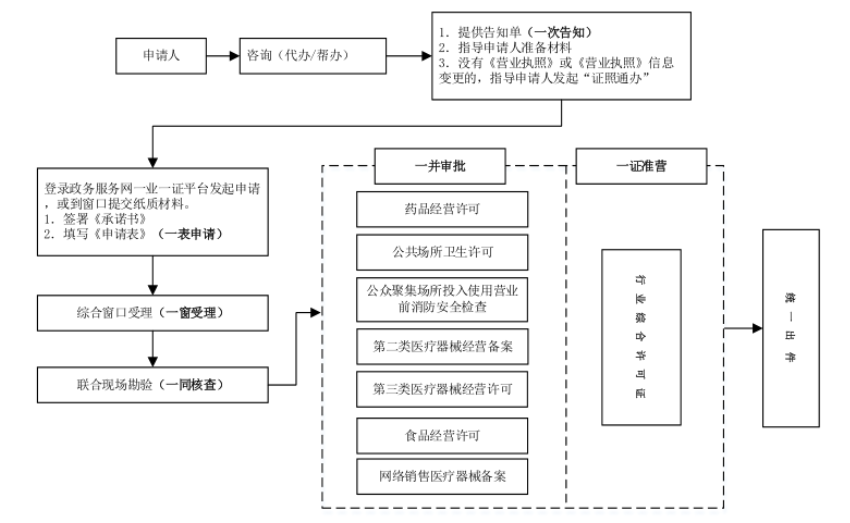 申请人
咨询（代办/帮办）
1. 提供告知单（一次告知）
2. 指导申请人准备材料
3. 没有《营业执照》或《营业执照》信息
变更的，指导申请人发起“证照通办”
登录政务服务网一业一证平台发起申请
，或到窗口提交纸质材料。
1. 签署《承诺书》
2. 填写《申请表》（一表申请）
综合窗口受理（一窗受理）
联合现场勘验（一同核查）
一并审批
药品经营许可
公共场所卫生许可
公众聚集场所投入使用营业
前消防安全检查
第二类医疗器械经营备案
第三类医疗器械经营许可
食品经营许可
网络销售医疗器械备案
一证准营
行业综合许可证
统一出件